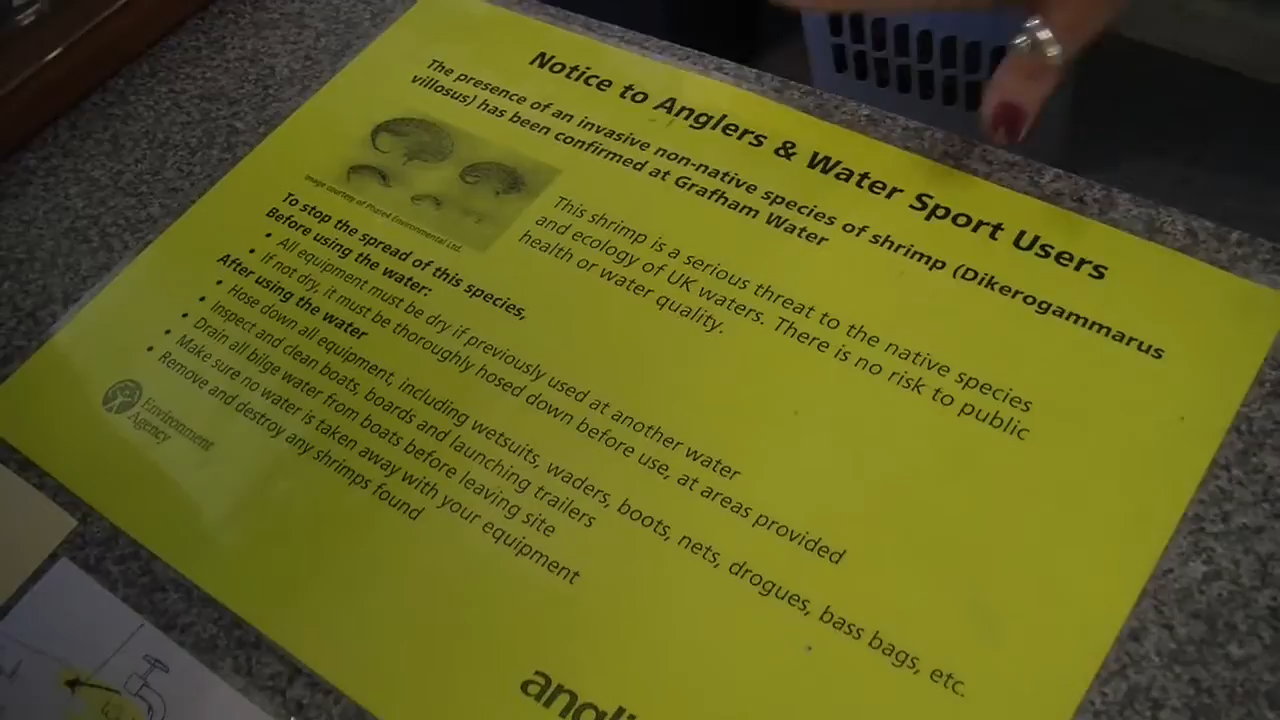 Notice to Anglers & Water Sport Users
The presence of an invasive non-native species of shrimp (Dikerogammarus
villosus) has been confirmed at Grafham Water
Image courtesy of PhaseA Environmental Ltd.
This shrimp is a serious threat to the native species
and ecology of UK waters. There is no risk to public
health or water quality.
To stop the spread of this species,
Before using the water:
• All equipment must be dry if previously used at another water
• If not dry, it must be thoroughly hosed down before use, at areas provided
After using the water
• Hose down all equipment, including wetsuits, waders, boots, nets, drogues, bass bags, etc.
• Inspect and clean boats, boards and launching trailers
• Drain all bilge water from boats before leaving site
• Make sure no water is taken away with your equipment
• Remove and destroy any shrimps found
Environment
Agency
angli